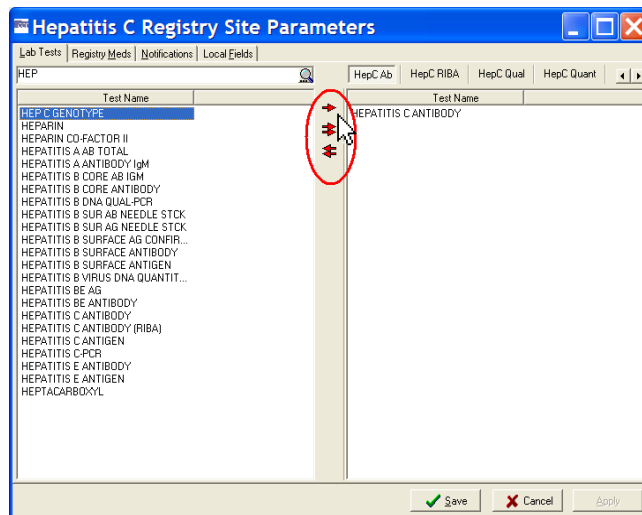 Hepatitis C Registry Site Parameters
Lab Tests Registry Meds Notifications Local Fields
HEP
HepC Ab HepC RIBA HepC Qual HepC Quant
Test Name
HEP C GENOTYPE
HEPARIN
HEPARIN CO-FACTOR II
HEPATITIS A AB TOTAL
HEPATITIS A ANTIBODY IgM
HEPATITIS B CORE AB IGM
HEPATITIS B CORE ANTIBODY
HEPATITIS B DNA QUAL-PCR
HEPATITIS B SUR AB NEEDLE STCK
HEPATITIS B SUR AG NEEDLE STCK
HEPATITIS B SURFACE AG CONFIR...
HEPATITIS B SURFACE ANTIBODY
HEPATITIS B SURFACE ANTIGEN
HEPATITIS B VIRUS DNA QUANTIT...
HEPATITIS BE AG
HEPATITIS BE ANTIBODY
HEPATITIS C ANTIBODY
HEPATITIS C ANTIBODY (RIBA)
HEPATITIS C ANTIGEN
HEPATITIS C-PCR
HEPATITIS E ANTIBODY
HEPATITIS E ANTIGEN
HEPTACARBOXYL
Test Name
HEPATITIS C ANTIBODY
Save Cancel Apply